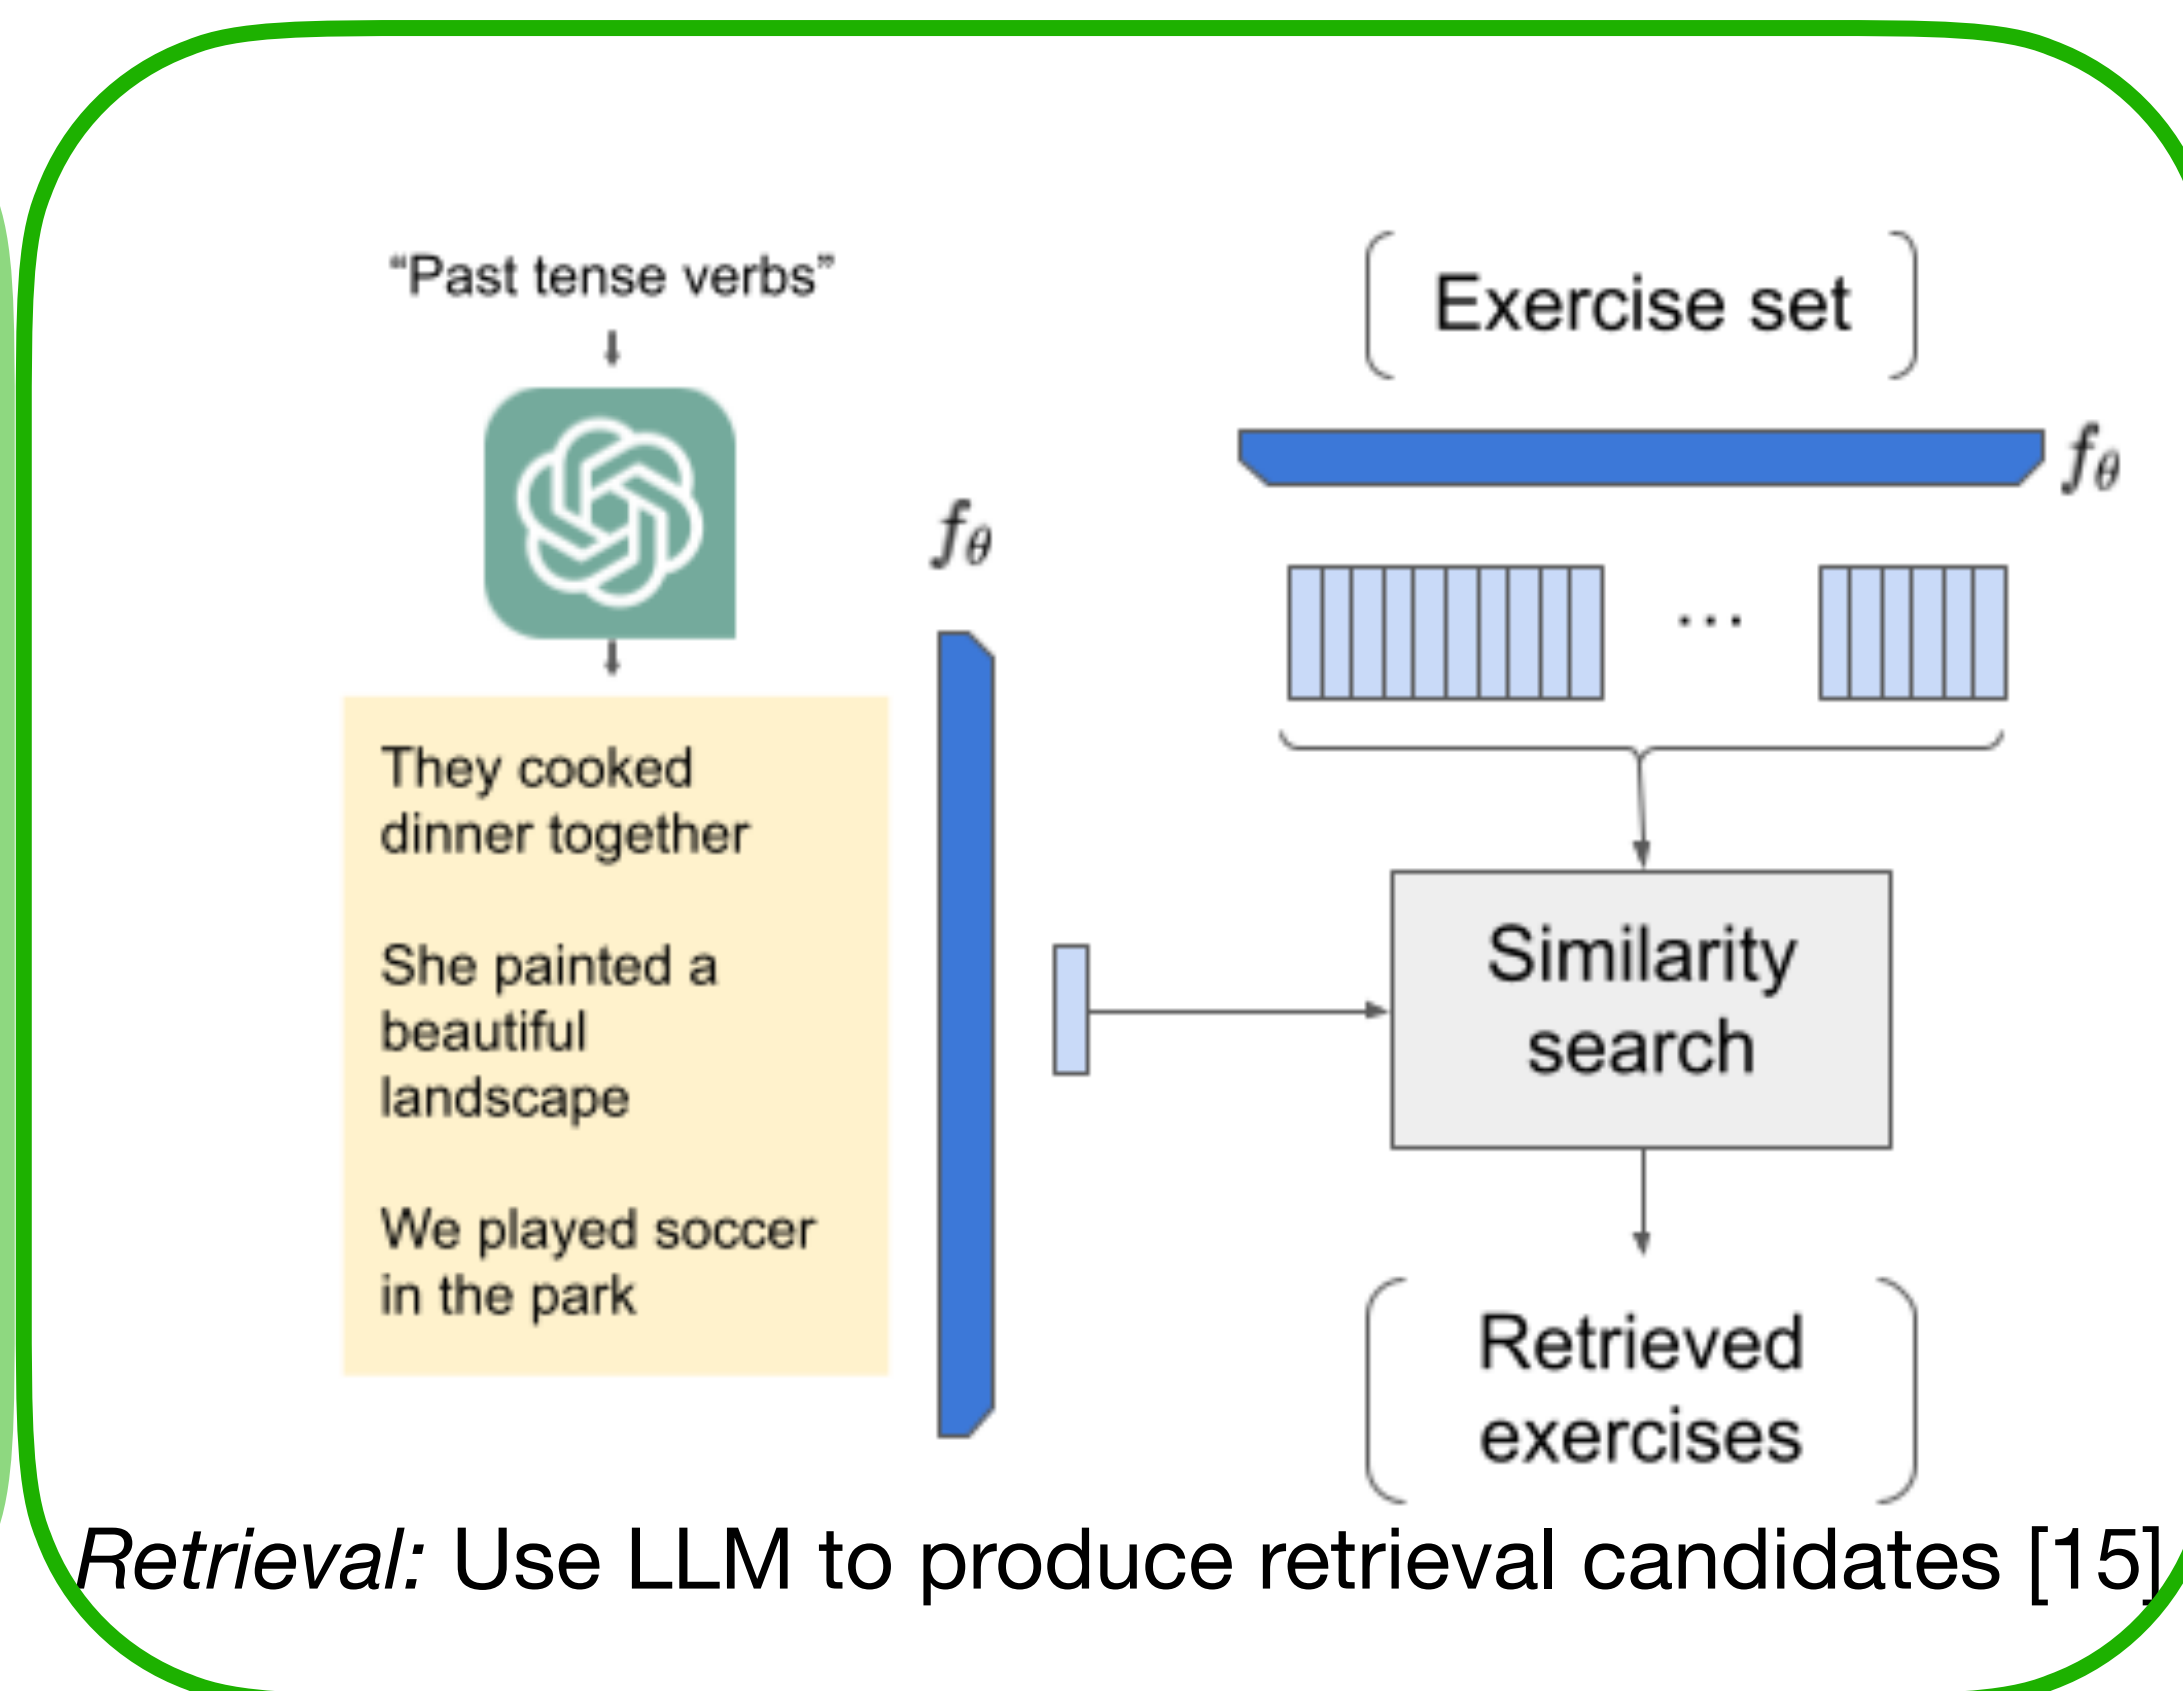 “Past tense verbs”
They cooked
dinner together
She painted a
beautiful
landscape
We played soccer
in the park
fθ
Exercise set
fθ
...
Similarity
search
Retrieved
exercises
Retrieval: Use LLM to produce retrieval candidates [15]